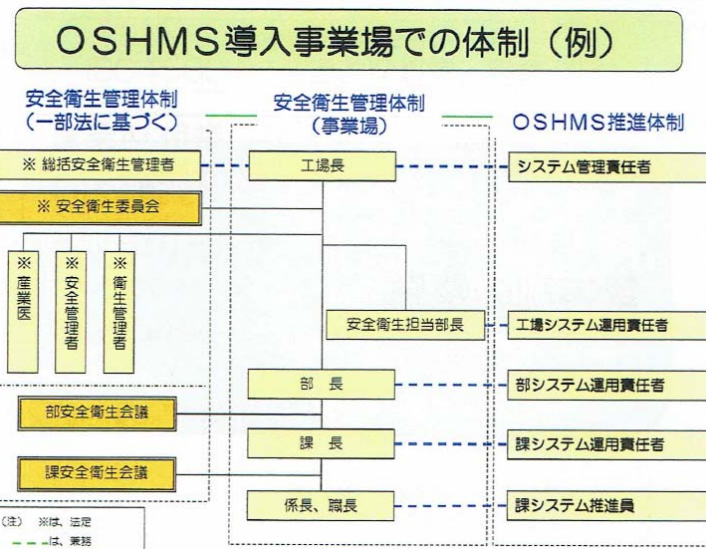 OSHMS導入事業場での体制（例）
安全衛生管理体制
（一部法に基づく）
安全衛生管理体制
（事業場）
OSHMS推進体制
※ 総括安全衛生管理者
工場長
システム管理責任者
※ 安全衛生委員会
※産業医
※安全管理者
※衛生管理者
安全衛生担当部長
工場システム運用責任者
部 長
部システム運用責任者
部安全衛生会議
課 長
課システム運用責任者
課安全衛生会議
係長、職長
課システム推進員
（注） ※は、法定
は、兼務